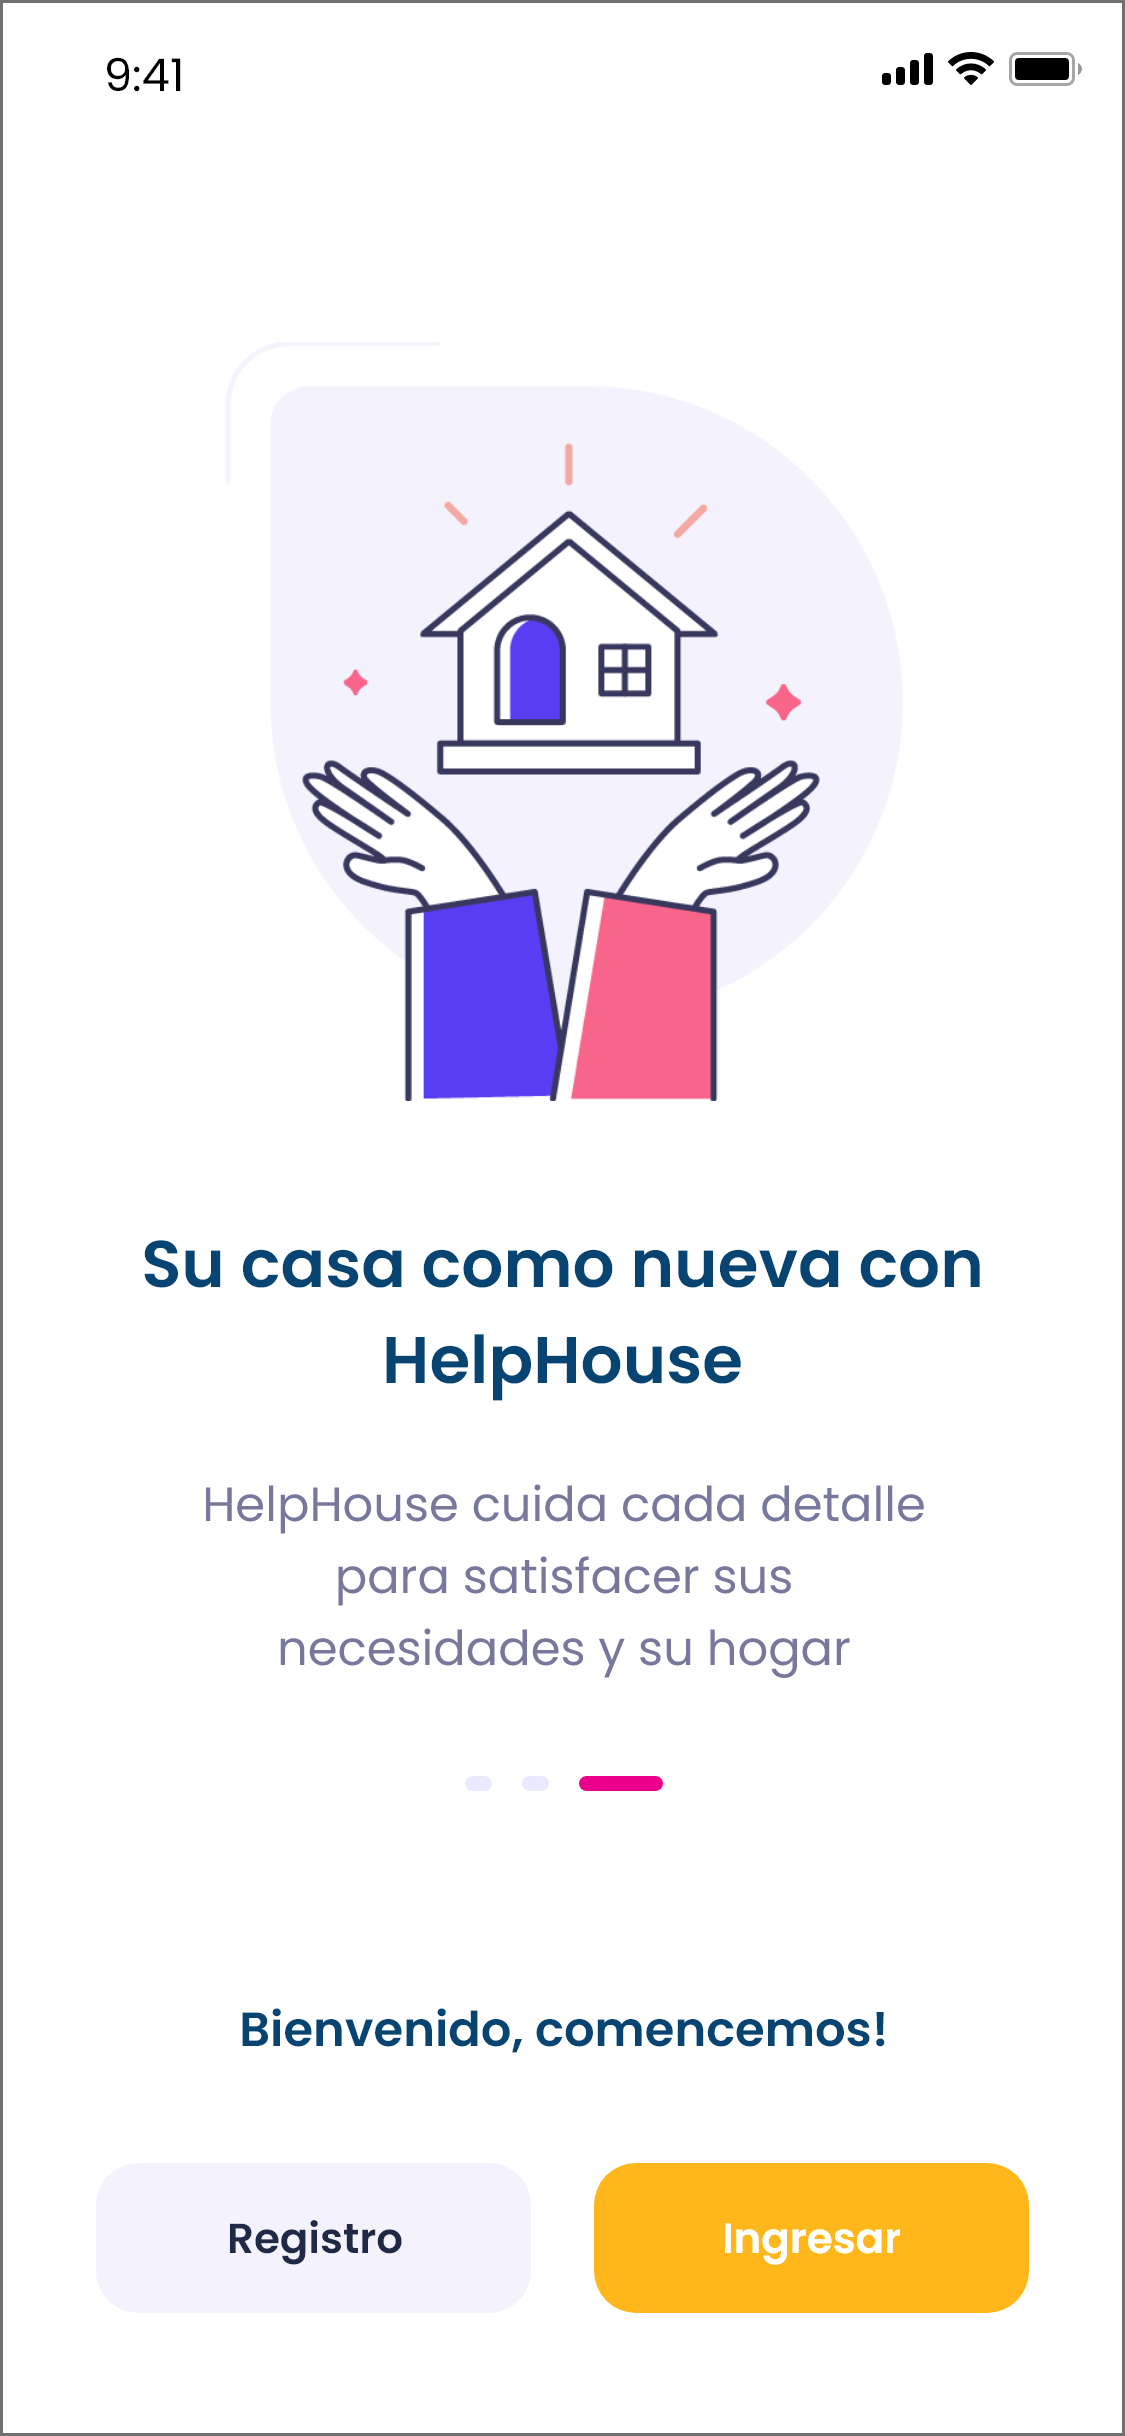 9:41
Su casa como nueva con
HelpHouse
HelpHouse cuida cada detalle
para satisfacer sus
necesidades y su hogar
Bienvenido, comencemos!
Registro
Ingresar